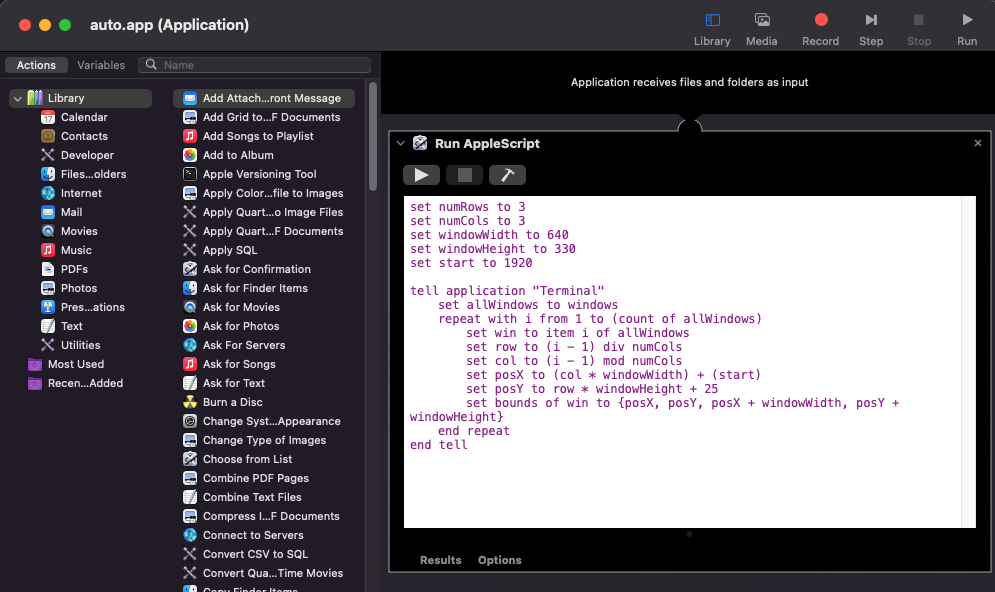 auto.app (Application)
Library
Media
Record
Step
Stop
Run
Actions
Variables
Name
Library
Calendar
Contacts
Developer
Files...olders
Internet
Mail
Movies
Music
PDFs
Photos
Pres...ations
Text
Utilities
Most Used
Recen...Added
Add Attach...ront Message
Add Grid to...F Documents
Add Songs to Playlist
Add to Album
Apple Versioning Tool
Apply Color...file to Images
Apply Quart...o Image Files
Apply Quart...F Documents
Apply SQL
Ask for Confirmation
Ask for Finder Items
Ask for Movies
Ask for Photos
Ask For Servers
Ask for Songs
Ask for Text
Burn a Disc
Change Syst...Appearance
Change Type of Images
Choose from List
Combine PDF Pages
Combine Text Files
Compress I...F Documents
Connect to Servers
Convert CSV to SQL
Convert Qua...Time Movies
Copy Finder Items
Application receives files and folders as input
Run AppleScript
set numRows to 3
set numCols to 3
set windowWidth to 640
set windowHeight to 330
set start to 1920
tell application "Terminal"
set allWindows to windows
repeat with i from 1 to (count of allWindows)
set win to item i of allWindows
set row to (i - 1) div numCols
set col to (i - 1) mod numCols
set posX to (col * windowWidth) + (start)
set posY to row * windowHeight + 25
set bounds of win to {posX, posY, posX + windowWidth, posY +
windowHeight}
end repeat
end tell
Results
Options